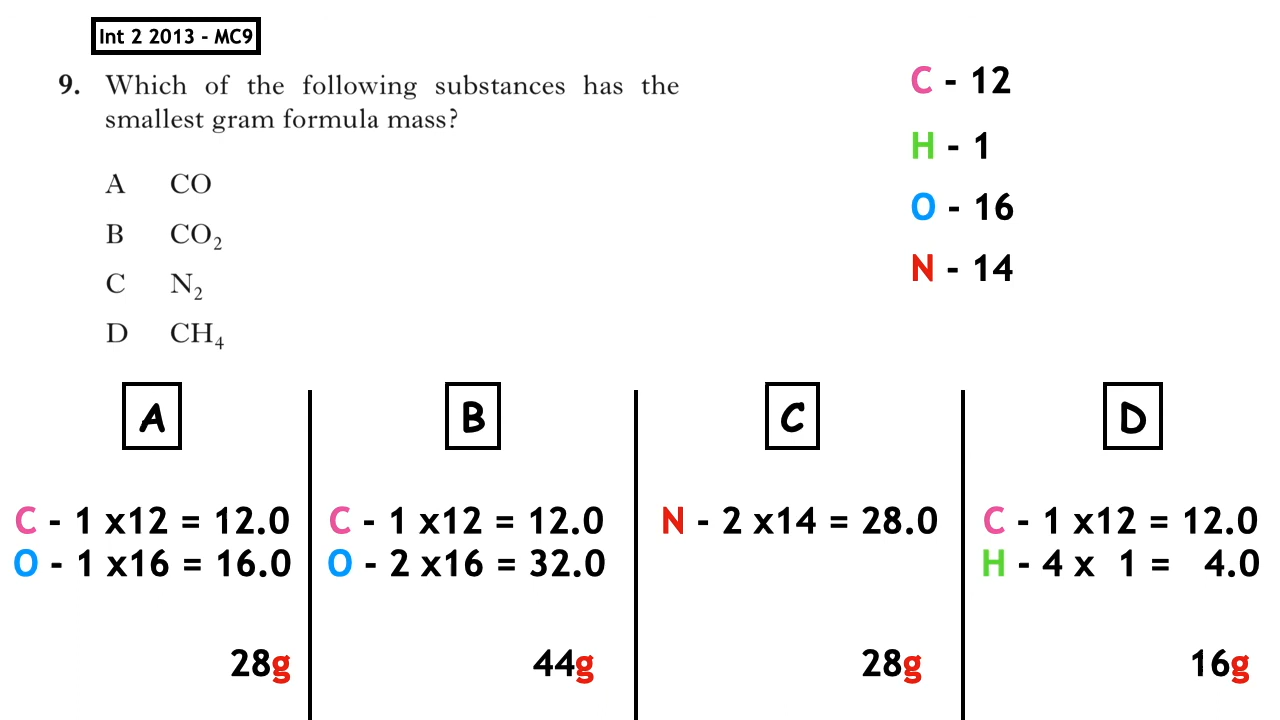 Int 2 2013 - MC9
9. Which of the following substances has the
smallest gram formula mass?
A CO
B CO₂
C N₂
D CH₄
C - 12
H - 1
O - 16
N - 14
A
C - 1 x12 = 12.0
O - 1 x16 = 16.0
28g
B
C - 1 x12 = 12.0
O - 2 x16 = 32.0
44g
C
N - 2 x14 = 28.0
28g
D
C - 1 x12 = 12.0
H - 4 x 1 = 4.0
16g